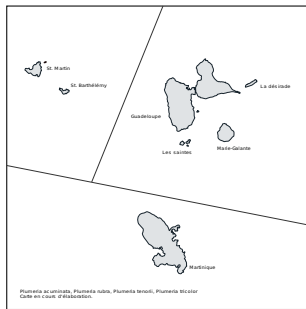 St. Martin
St. Barthélémy
La désirade
Guadeloupe
Les saintes
Marie-Galante
Martinique
Plumeria acuminata, Plumeria rubra, Plumeria tenorii, Plumeria tricolor
Carte en cours d'élaboration.